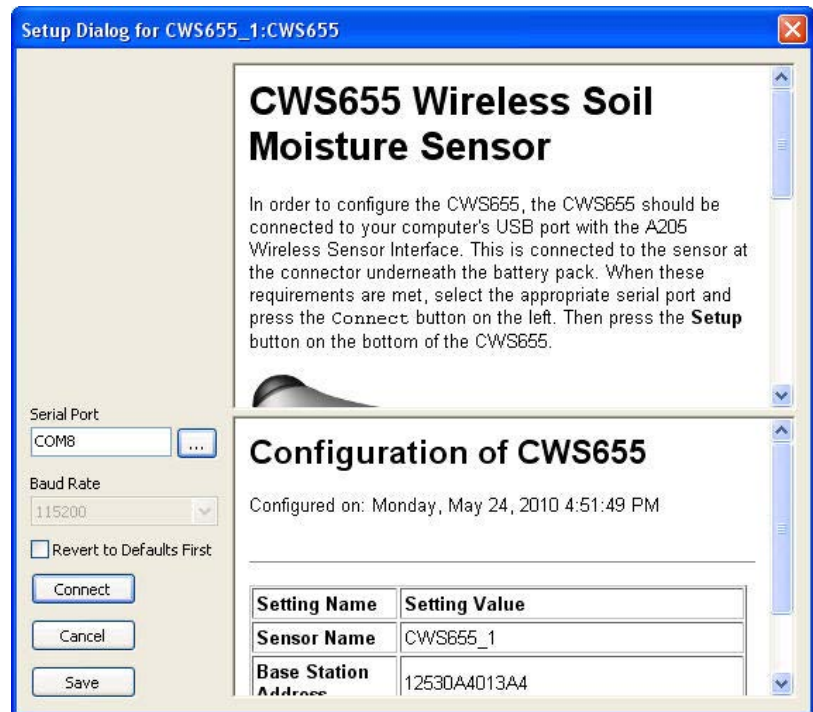 Setup Dialog for CWS655_1:CWS655
CWS655 Wireless Soil
Moisture Sensor
In order to configure the CWS655, the CWS655 should be
connected to your computer's USB port with the A205
Wireless Sensor Interface. This is connected to the sensor at
the connector underneath the battery pack. When these
requirements are met, select the appropriate serial port and
press the Connect button on the left. Then press the Setup
button on the bottom of the CWS655.
Serial Port
COM8
...
Baud Rate
115200
Revert to Defaults First
Connect
Cancel
Save
Configuration of CWS655
Configured on: Monday, May 24, 2010 4:51:49 PM
Setting Name Setting Value
Sensor Name CWS655_1
Base Station
Address
12530A4013A4